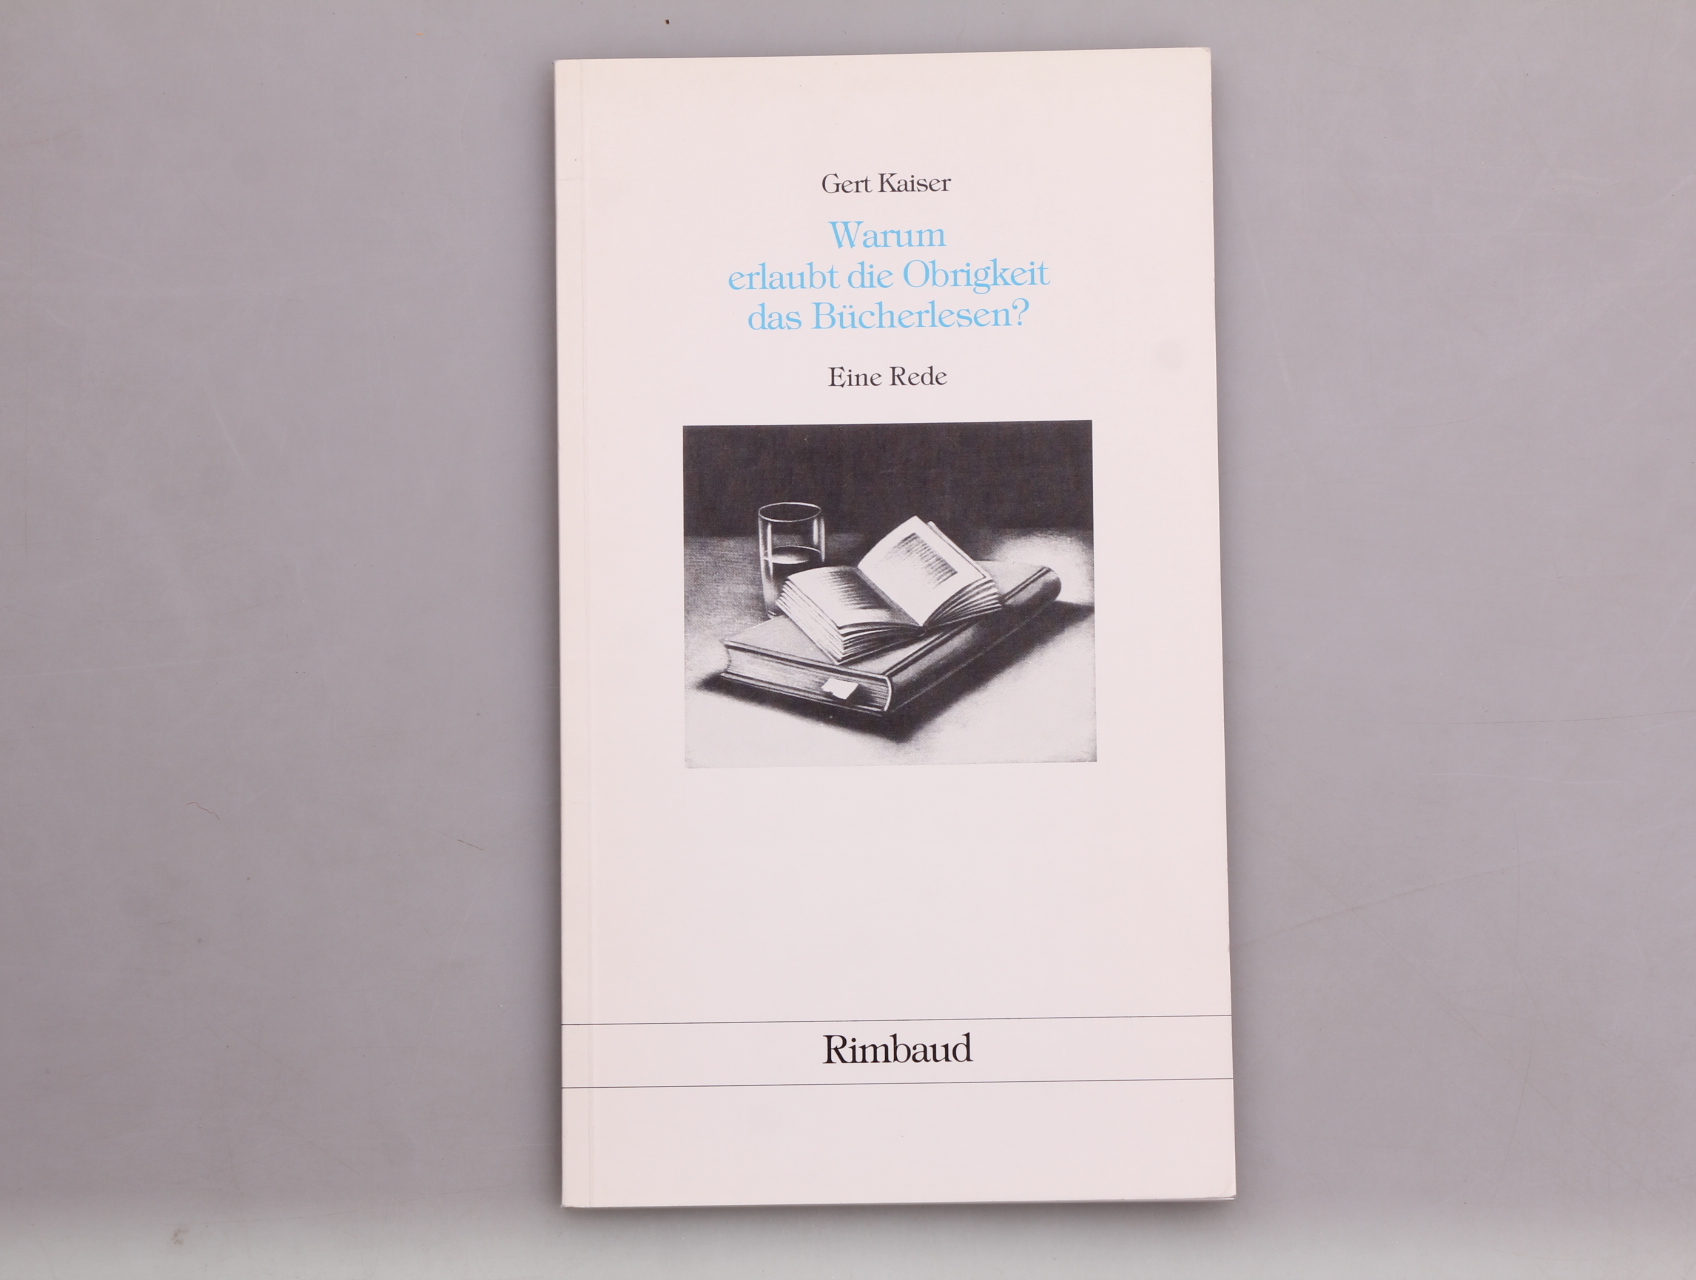 Gert Kaiser
Warum
erlaubt die Obrigkeit
das Bücherlesen?
Eine Rede
Rimbaud